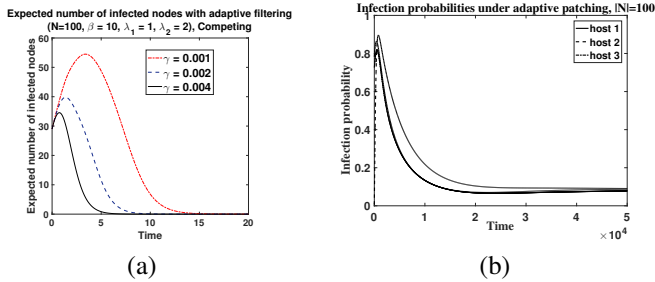 Expected number of infected nodes with adaptive filtering
(N=100, β = 10, λ1 = 1, λ2 = 2), Competing
Expected number of infected nodes
60
50
40
30
20
10
0
γ = 0.001
γ = 0.002
γ = 0.004
0 5 10 15 20
Time
(a)
Infection probabilities under adaptive patching, |N|=100
Infection probability
1
0.8
0.6
0.4
0.2
0
host 1
host 2
host 3
0 1 2 3 4 5
Time
×10^4
(b)